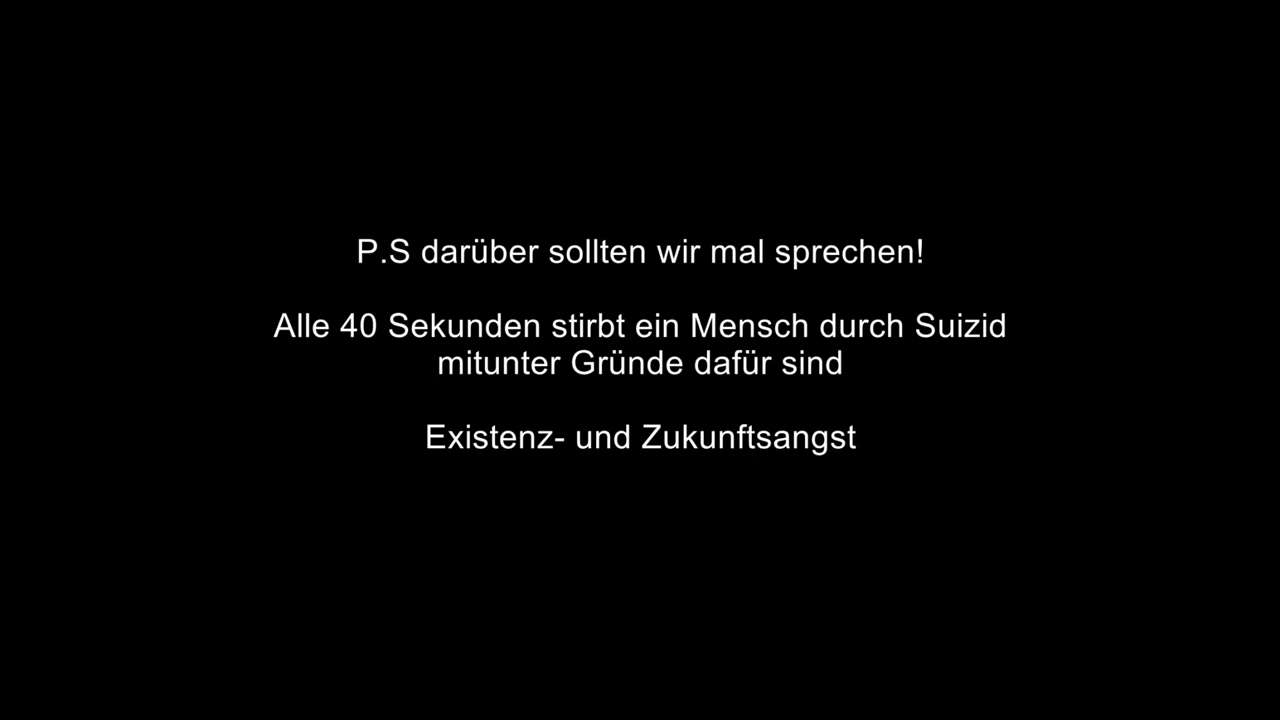 P.S darüber sollten wir mal sprechen!
Alle 40 Sekunden stirbt ein Mensch durch Suizid
mitunter Gründe dafür sind
Existenz- und Zukunftsangst